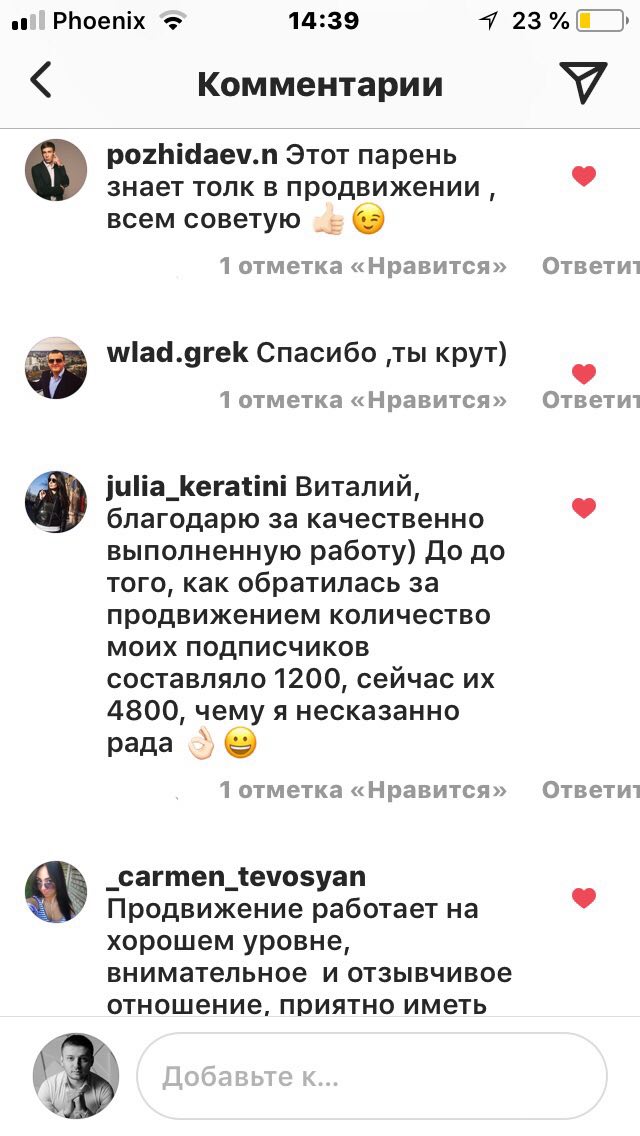 Phoenix 14:39 23 %
Комментарии
pozhidaev.n Этот парень
знает толк в продвижении ,
всем советую 👍🏻😉
1 отметка «Нравится» Ответит
wlad.grek Спасибо ,ты крут)
1 отметка «Нравится» Ответит
julia_keratini Виталий,
благодарю за качественно
выполненную работу) До до
того, как обратилась за
продвижением количество
моих подписчиков
составляло 1200, сейчас их
4800, чему я несказанно
рада 👌🏻😀
1 отметка «Нравится» Ответит
_carmen_tevosyan
Продвижение работает на
хорошем уровне,
внимательное  и отзывчивое
отношение, приятно иметь
Добавьте к...